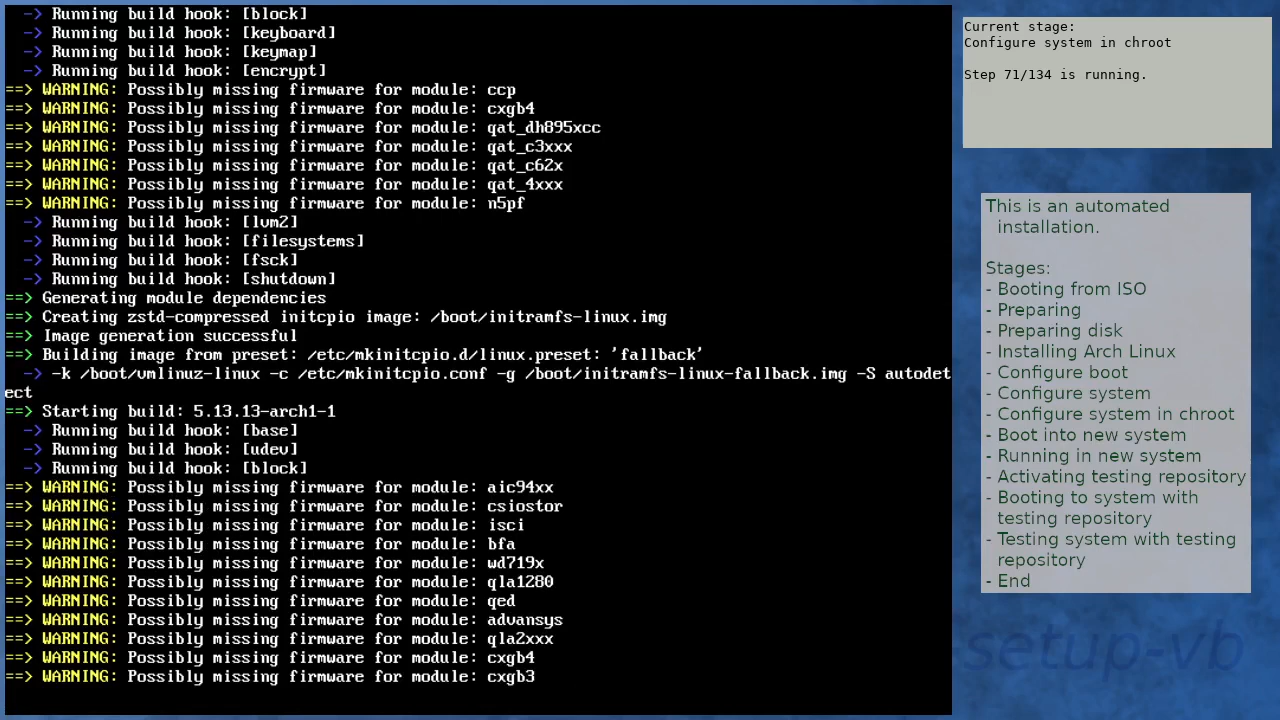 -> Running build hook: [block]
-> Running build hook: [keyboard]
-> Running build hook: [keymap]
-> Running build hook: [encrypt]
==> WARNING: Possibly missing firmware for module: ccp
==> WARNING: Possibly missing firmware for module: cxgb4
==> WARNING: Possibly missing firmware for module: qat_dh895xcc
==> WARNING: Possibly missing firmware for module: qat_c3xxx
==> WARNING: Possibly missing firmware for module: qat_c62x
==> WARNING: Possibly missing firmware for module: qat_4xxx
==> WARNING: Possibly missing firmware for module: n5pf
-> Running build hook: [lvm2]
-> Running build hook: [filesystems]
-> Running build hook: [fsck]
-> Running build hook: [shutdown]
==> Generating module dependencies
==> Creating zstd-compressed initcpio image: /boot/initramfs-linux.img
==> Image generation successful
==> Building image from preset: /etc/mkinitcpio.d/linux.preset: 'fallback'
-> -k /boot/vmlinuz-linux -c /etc/mkinitcpio.conf -g /boot/initramfs-linux-fallback.img -S autodet
ect
==> Starting build: 5.13.13-arch1-1
-> Running build hook: [base]
-> Running build hook: [udev]
-> Running build hook: [block]
==> WARNING: Possibly missing firmware for module: aic94xx
==> WARNING: Possibly missing firmware for module: csiostor
==> WARNING: Possibly missing firmware for module: isci
==> WARNING: Possibly missing firmware for module: bfa
==> WARNING: Possibly missing firmware for module: wd719x
==> WARNING: Possibly missing firmware for module: qla1280
==> WARNING: Possibly missing firmware for module: qed
==> WARNING: Possibly missing firmware for module: advansys
==> WARNING: Possibly missing firmware for module: qla2xxx
==> WARNING: Possibly missing firmware for module: cxgb4
==> WARNING: Possibly missing firmware for module: cxgb3
Current stage:
Configure system in chroot
Step 71/134 is running.
This is an automated
installation.
Stages:
- Booting from ISO
- Preparing
- Preparing disk
- Installing Arch Linux
- Configure boot
- Configure system
- Configure system in chroot
- Boot into new system
- Running in new system
- Activating testing repository
- Booting to system with
testing repository
- Testing system with testing
repository
- End
setup-vb